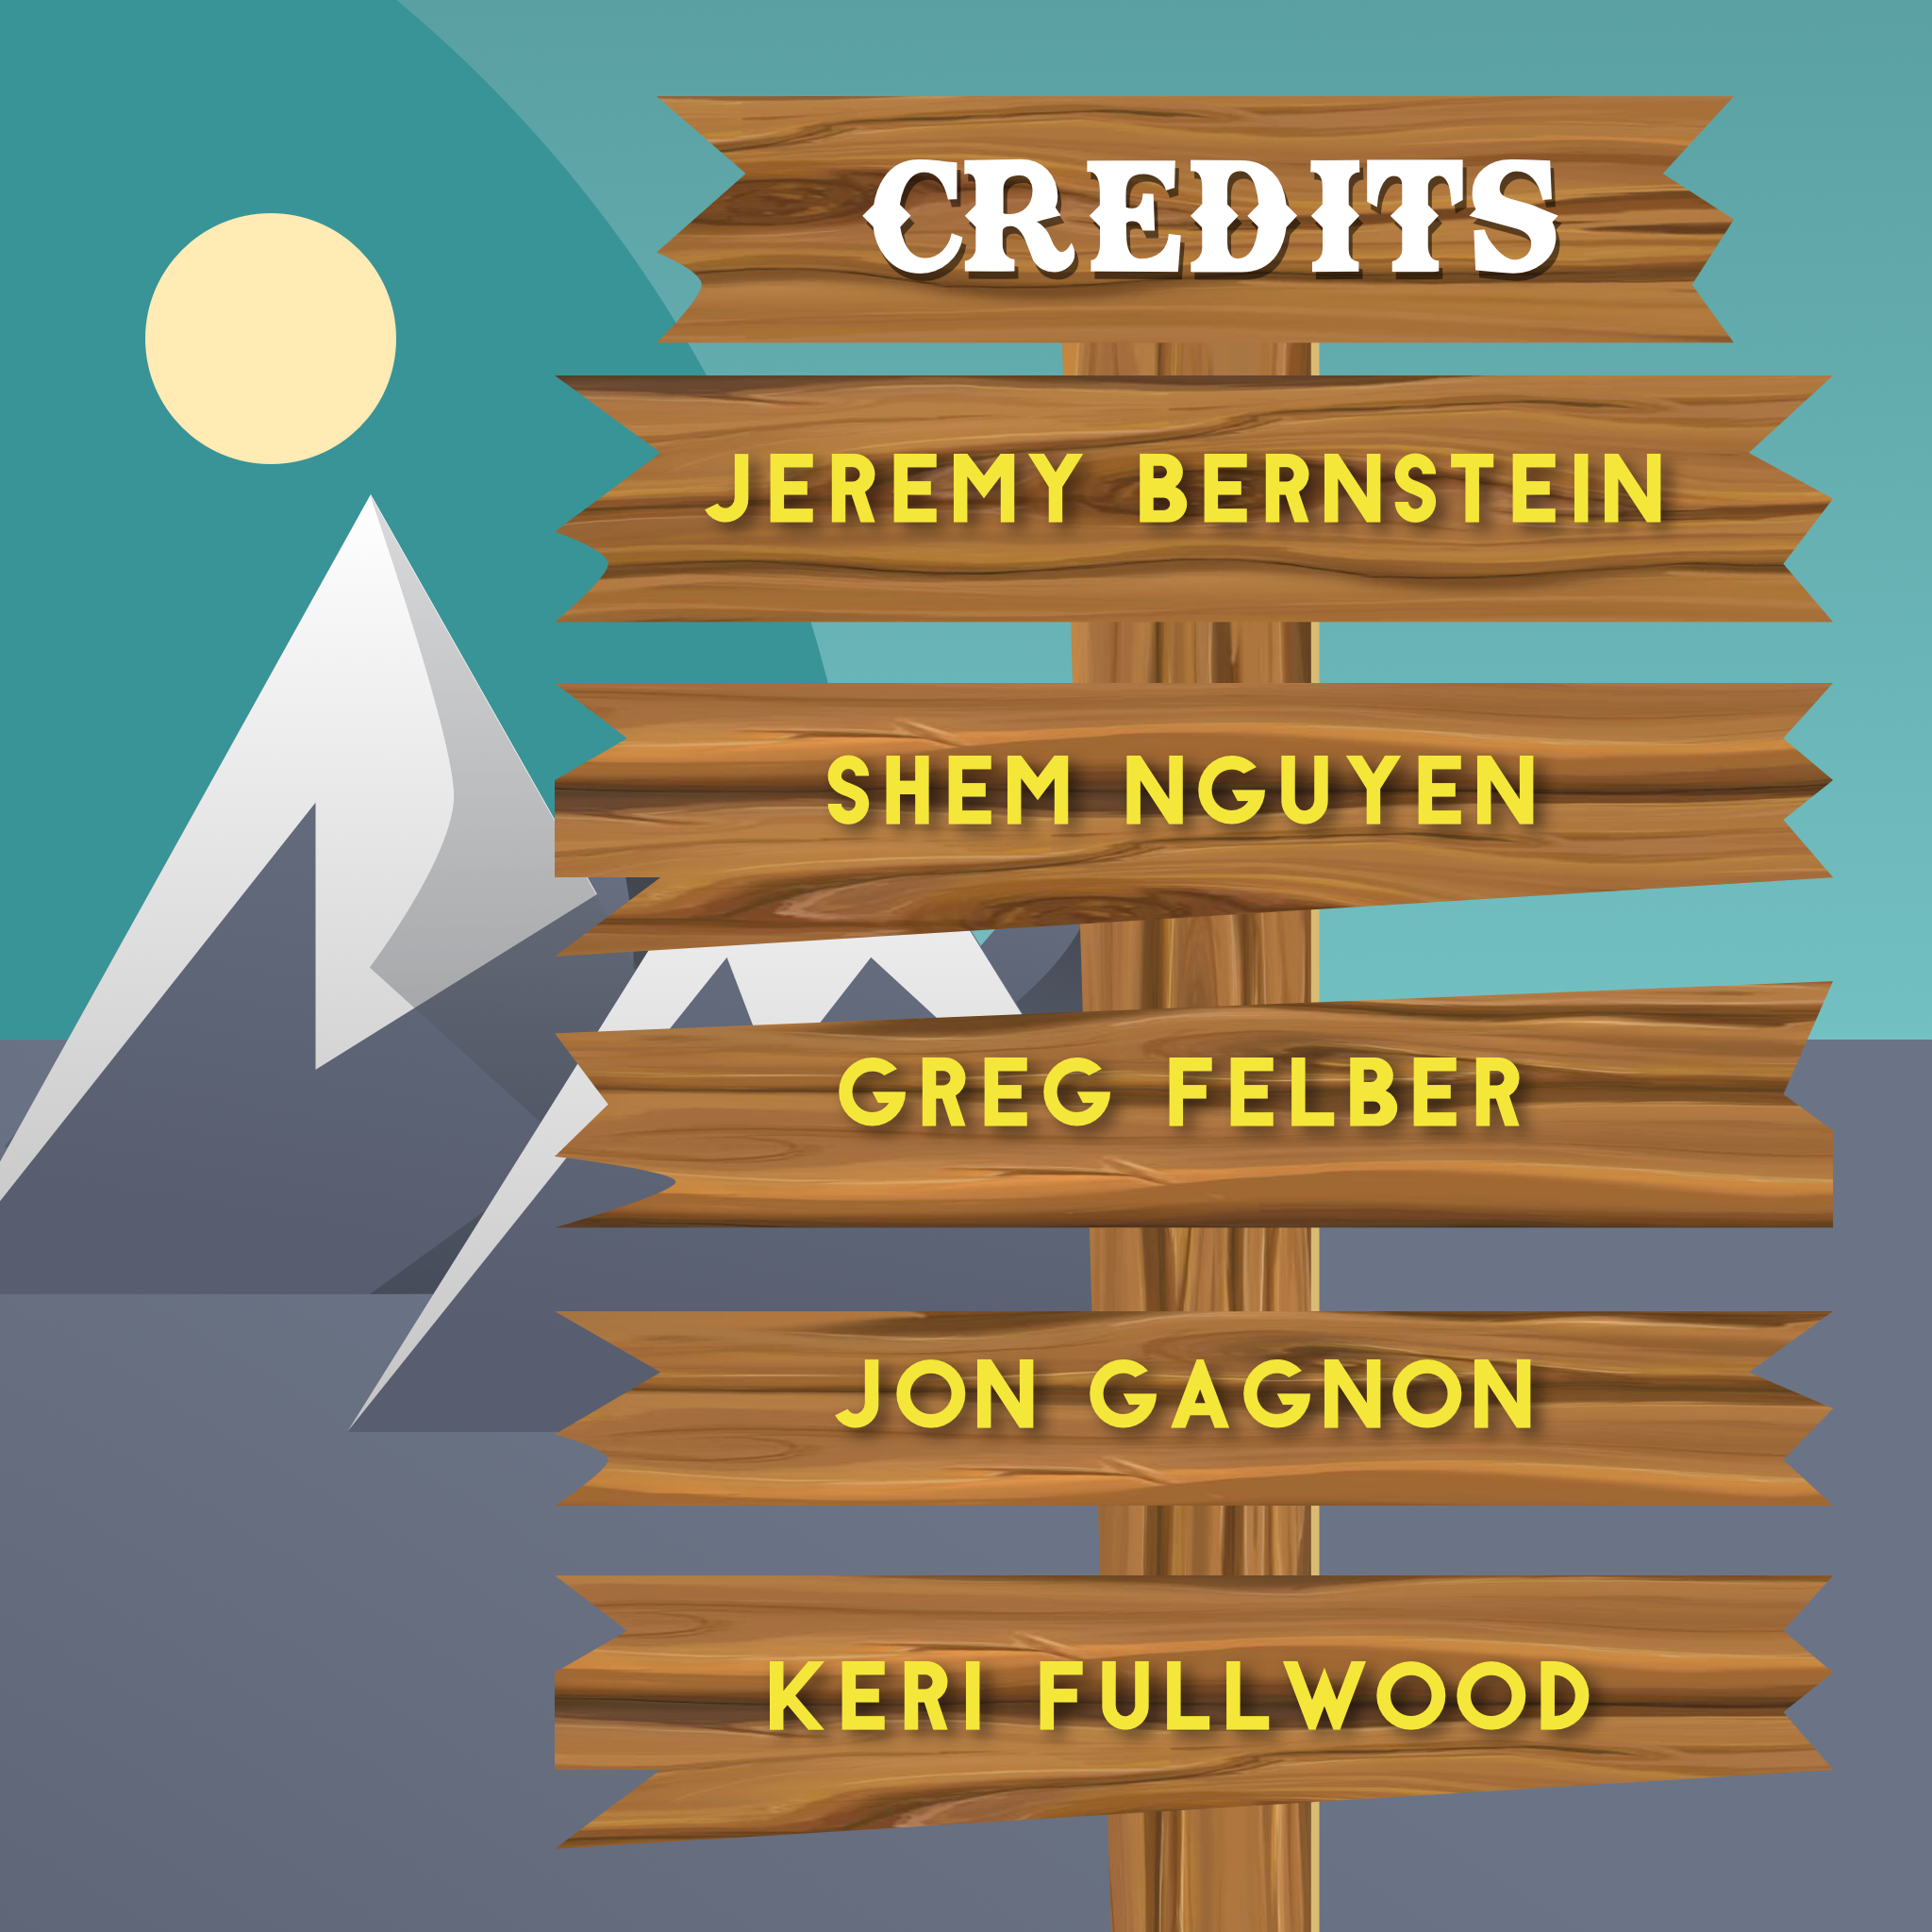 CREDITS
JEREMY BERNSTEIN
SHEM NGUYEN
GREG FELBER
JON GAGNON
KERI FULLWOOD